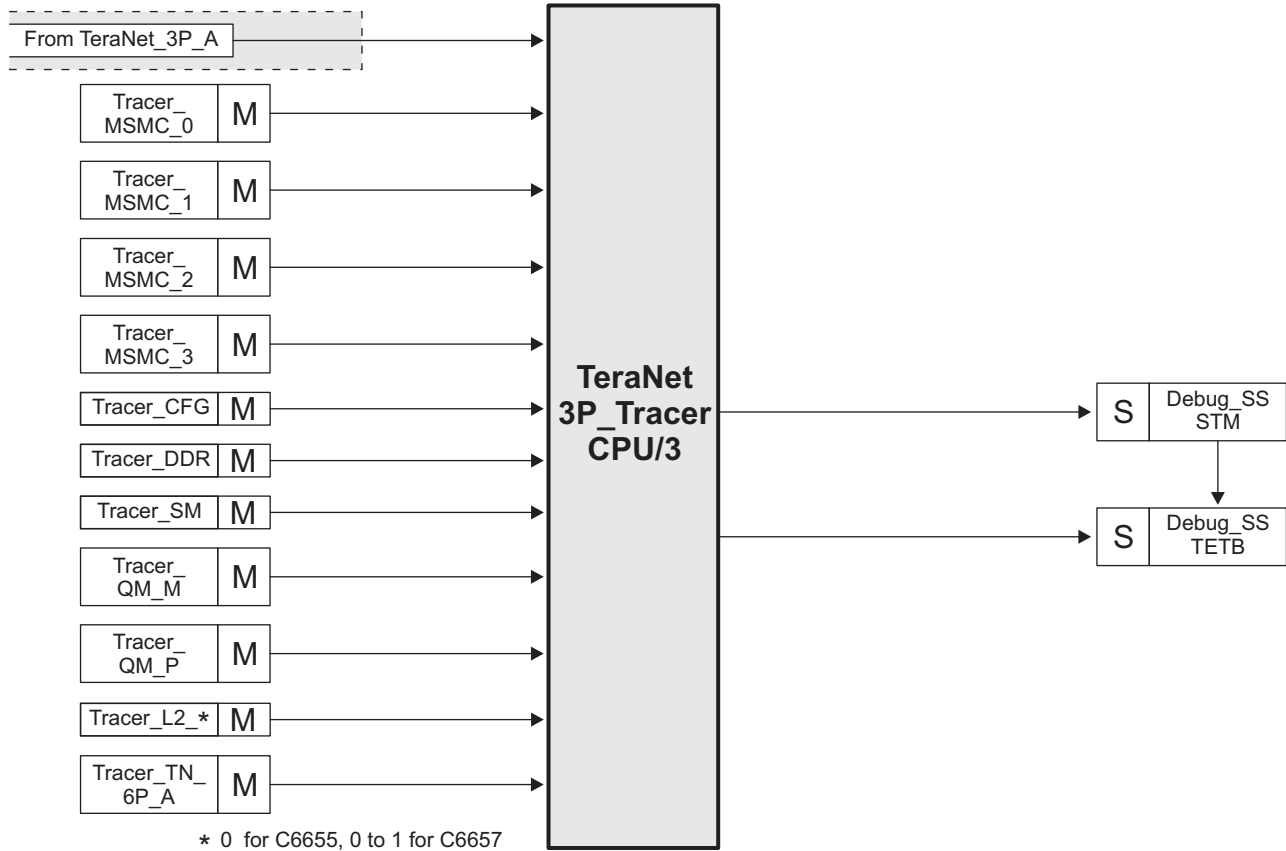 From TeraNet_3P_A
Tracer_
MSMC_0
M
Tracer_
MSMC_1
M
Tracer_
MSMC_2
M
Tracer_
MSMC_3
M
Tracer_CFG
M
Tracer_DDR
M
Tracer_SM
M
Tracer_
QM_M
M
Tracer_
QM_P
M
Tracer_L2_*
M
Tracer_TN_
6P_A
M
* 0 for C6655, 0 to 1 for C6657
TeraNet
3P_Tracer
CPU/3
S
Debug_SS
STM
S
Debug_SS
TETB